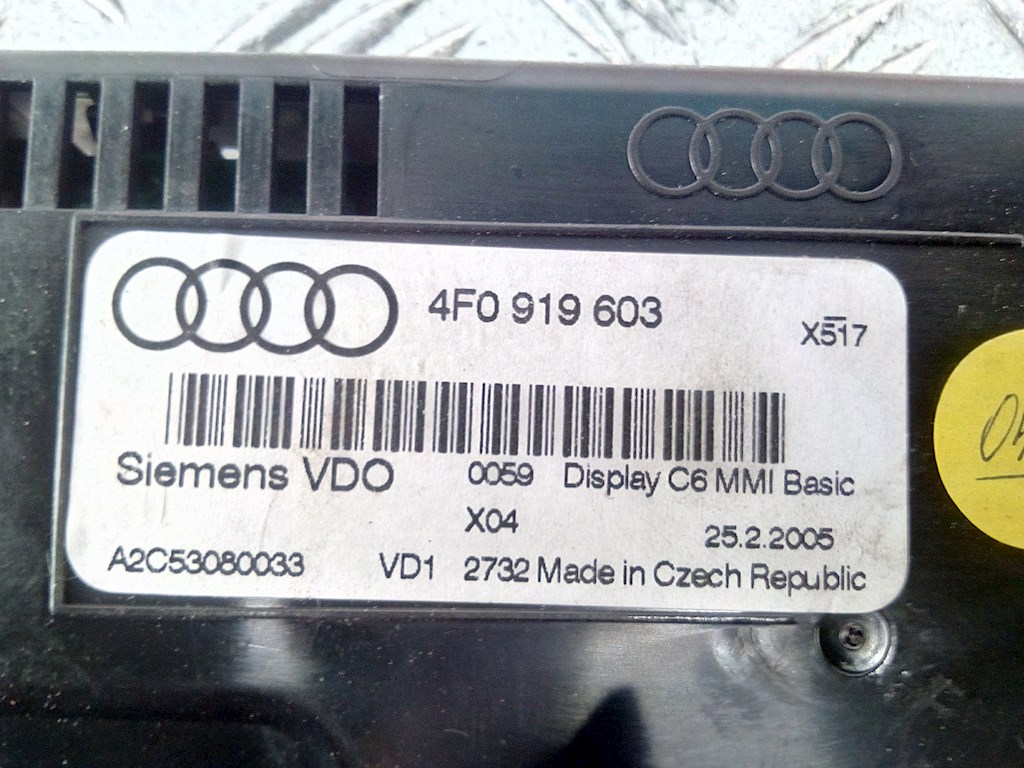 4F0 919 603
X517
Siemens VDO 0059 Display C6 MMI Basic
X04 25.2.2005
A2C53080033 VD1 2732 Made in Czech Republic